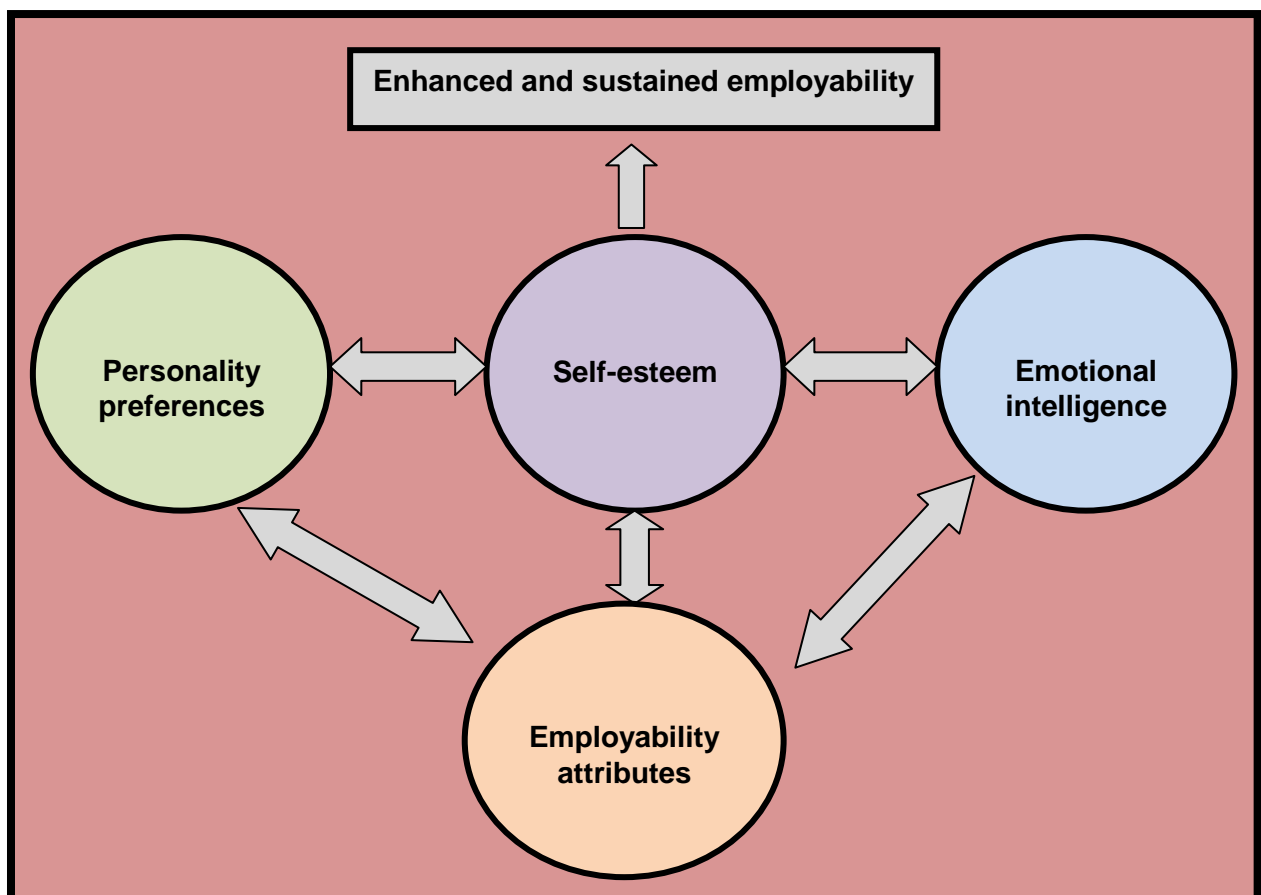 Enhanced and sustained employability
Personality
preferences
Self-esteem
Emotional
intelligence
Employability
attributes